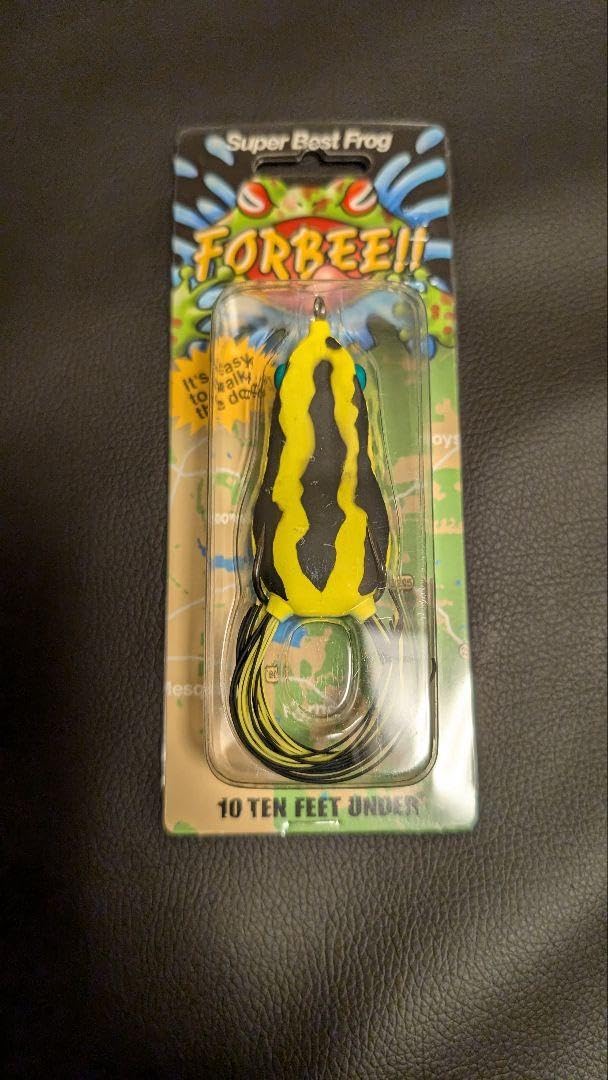 Super Best Frog
FORBEE!!
It's easy
to walk
the dog
10 TEN FEET UNDER